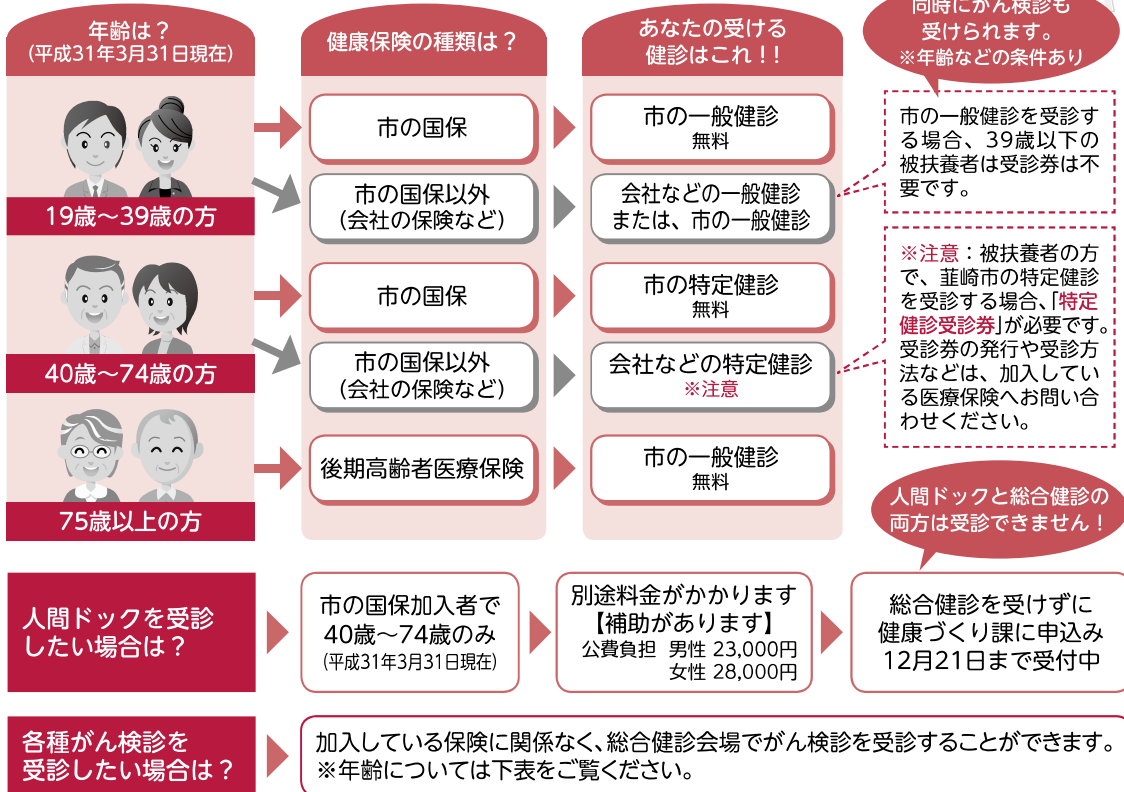 年齢は？
（平成31年3月31日現在）
健康保険の種類は？
あなたの受ける
健診はこれ！！
同時にがん検診も
受けられます。
※年齢などの条件あり
19歳〜39歳の方
市の国保
市の一般健診
無料
市の国保以外
（会社の保険など）
会社などの一般健診
または、市の一般健診
市の一般健診を受診す
る場合、39歳以下の
被扶養者は受診券は不
要です。
40歳〜74歳の方
市の国保
市の特定健診
無料
市の国保以外
（会社の保険など）
会社などの特定健診
※注意
※注意：被扶養者の方
で、韮崎市の特定健診
を受診する場合、「特定
健診受診券」が必要です。
受診券の発行や受診方
法などは、加入してい
る医療保険へお問い合
わせください。
75歳以上の方
後期高齢者医療保険
市の一般健診
無料
人間ドックと総合健診の
両方は受診できません！
人間ドックを受診
したい場合は？
市の国保加入者で
40歳〜74歳のみ
（平成31年3月31日現在）
別途料金がかかります
【補助があります】
公費負担 男性 23,000円
女性 28,000円
総合健診を受けずに
健康づくり課に申込み
12月21日まで受付中
各種がん検診を
受診したい場合は？
加入している保険に関係なく、総合健診会場でがん検診を受診することができます。
※年齢については下表をご覧ください。